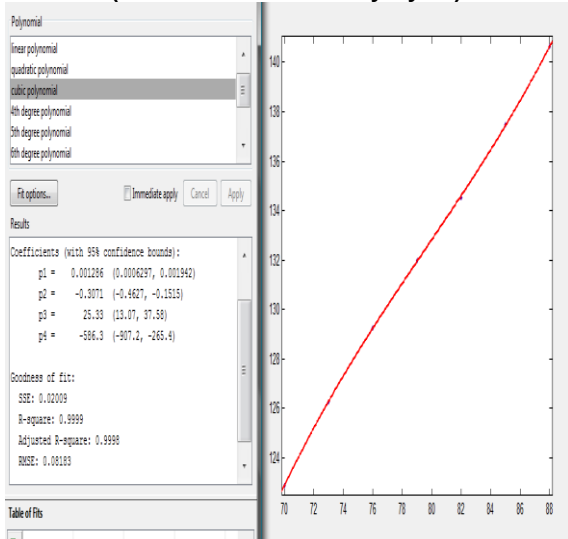 Polynomial
linear polynomial
quadratic polynomial
cubic polynomial
4th degree polynomial
5th degree polynomial
6th degree polynomial
Fit options...
Immediate apply
Cancel
Apply
Results
Coefficients (with 95% confidence bounds):
p1 = 0.001286 (0.0006297, 0.001942)
p2 = -0.3071 (-0.4627, -0.1515)
p3 = 25.33 (13.07, 37.58)
p4 = -586.3 (-907.2, -265.4)
Goodness of fit:
SSE: 0.02009
R-square: 0.9999
Adjusted R-square: 0.9998
RMSE: 0.08183
Table of Fits
140
138
136
134
132
130
128
126
124
70 72 74 76 78 80 82 84 86 88